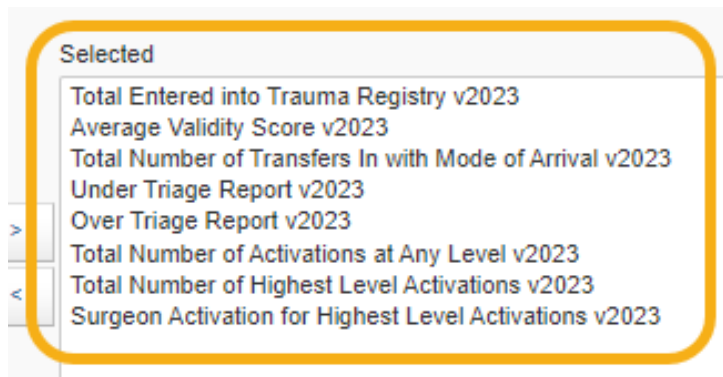 Selected
Total Entered into Trauma Registry v2023
Average Validity Score v2023
Total Number of Transfers In with Mode of Arrival v2023
Under Triage Report v2023
Over Triage Report v2023
Total Number of Activations at Any Level v2023
Total Number of Highest Level Activations v2023
Surgeon Activation for Highest Level Activations v2023
>
<